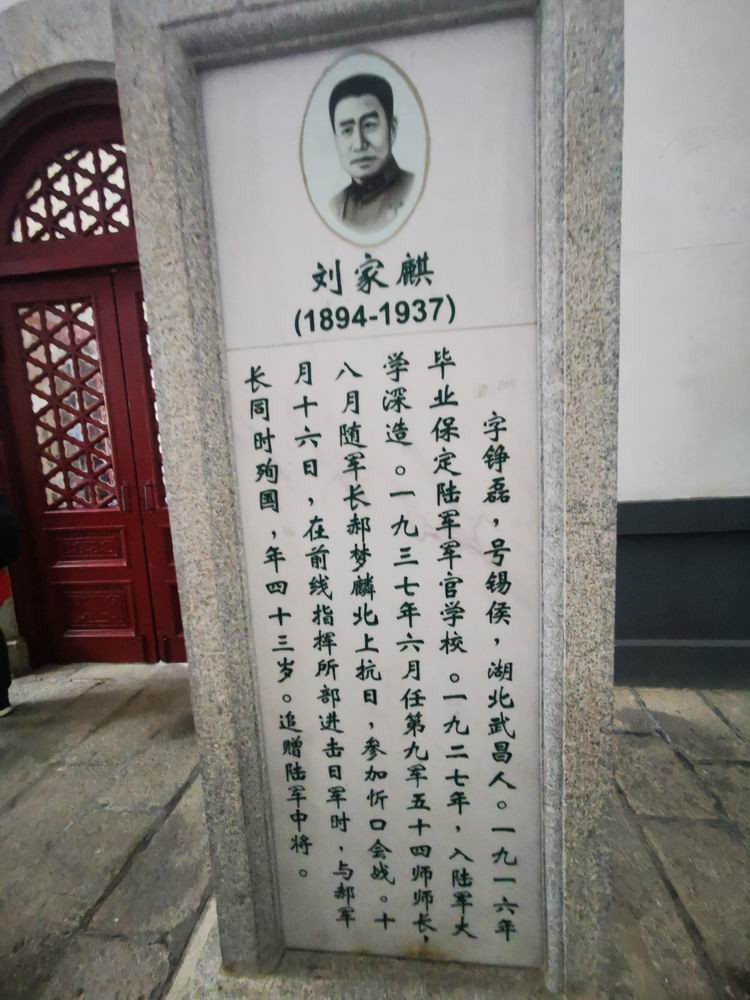 刘家麒
(1894-1937)
字铮磊，号锡侯，湖北武昌人。一九一六年
毕业保定陆军军官学校。一九二七年，入陆军大
学深造。一九三七年六月任第九军五十四师师长，
八月随军长郝梦麟北上抗日，参加忻口会战。十
月十六日，在前线指挥所部进击日军时，与郝军
长同时殉国，年四十三岁。追赠陆军中将。